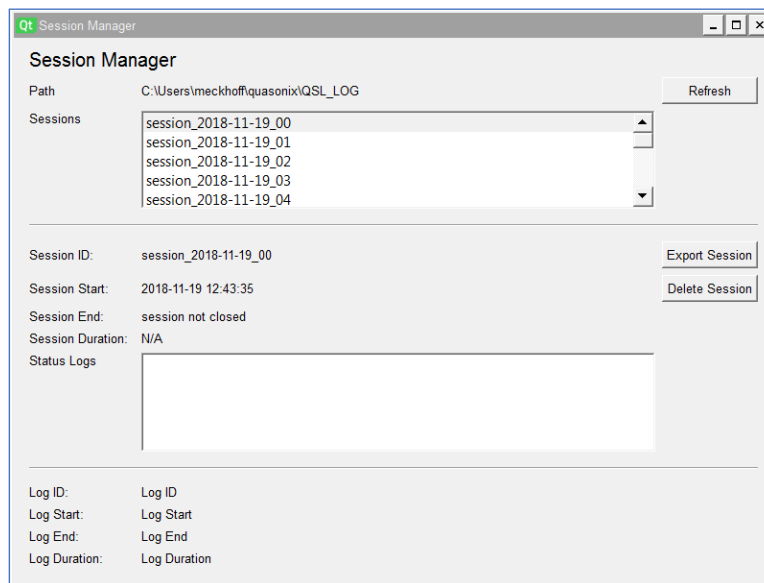 Qt Session Manager
Session Manager
Path C:\Users\meckhoff\quasonix\QSL_LOG Refresh
Sessions session_2018-11-19_00
session_2018-11-19_01
session_2018-11-19_02
session_2018-11-19_03
session_2018-11-19_04
Session ID: session_2018-11-19_00 Export Session
Session Start: 2018-11-19 12:43:35 Delete Session
Session End: session not closed
Session Duration: N/A
Status Logs
Log ID: Log ID
Log Start: Log Start
Log End: Log End
Log Duration: Log Duration